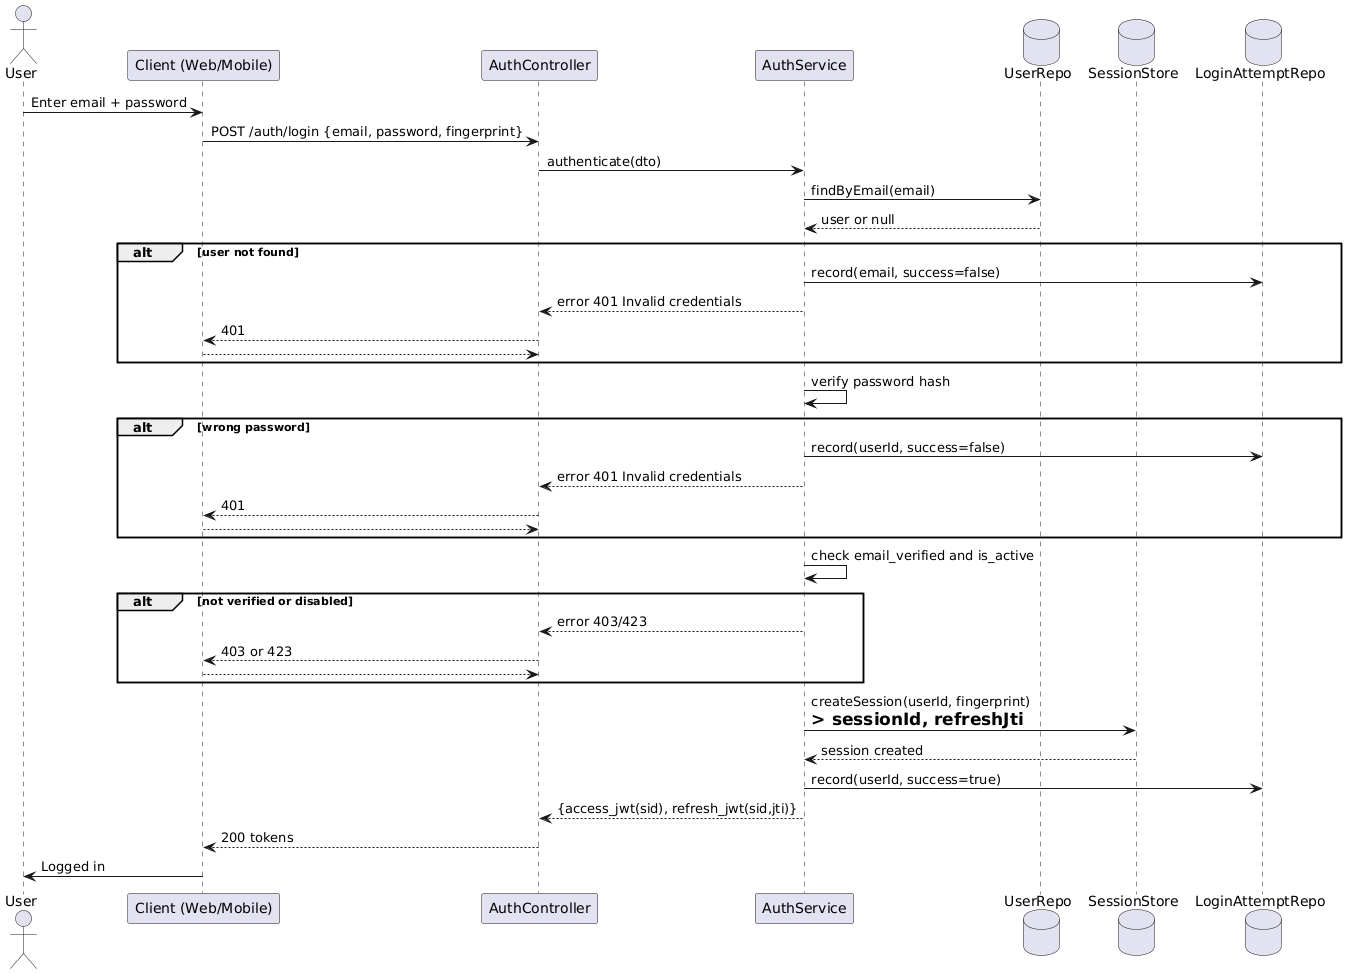 User
Client (Web/Mobile)
AuthController
AuthService
UserRepo
SessionStore
LoginAttemptRepo
Enter email + password
POST /auth/login {email, password, fingerprint}
authenticate(dto)
findByEmail(email)
user or null
alt [user not found]
record(email, success=false)
error 401 Invalid credentials
401
verify password hash
alt [wrong password]
record(userId, success=false)
error 401 Invalid credentials
401
check email_verified and is_active
alt [not verified or disabled]
error 403/423
403 or 423
createSession(userId, fingerprint)
> sessionId, refreshJti
session created
record(userId, success=true)
{access_jwt(sid), refresh_jwt(sid,jti)}
200 tokens
Logged in
User
Client (Web/Mobile)
AuthController
AuthService
UserRepo
SessionStore
LoginAttemptRepo